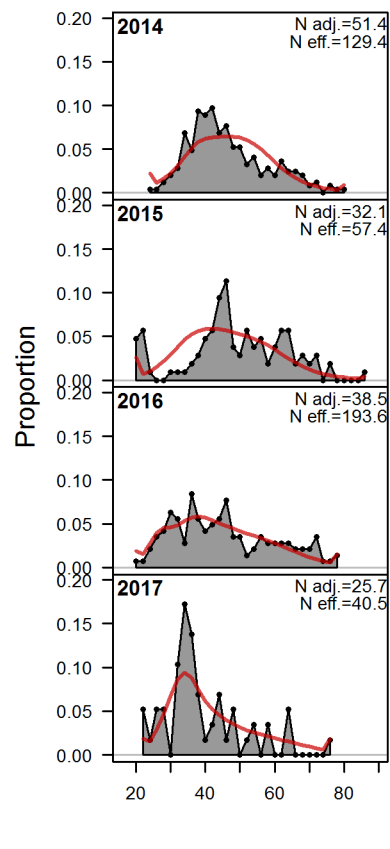 0.20
2014
N adj.=51.4
N eff.=129.4
0.15
0.10
0.05
0.00
0.20
2015
N adj.=32.1
N eff.=57.4
0.15
0.10
0.05
0.00
0.20
2016
N adj.=38.5
N eff.=193.6
0.15
0.10
0.05
0.00
0.20
2017
N adj.=25.7
N eff.=40.5
0.15
0.10
0.05
0.00
20 40 60 80
Proportion